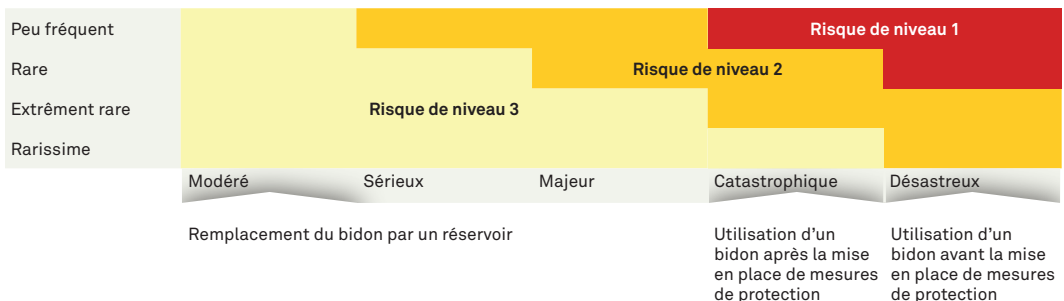 Peu fréquent
Risque de niveau 1
Rare
Risque de niveau 2
Extrêment rare
Risque de niveau 3
Rarissime
Modéré
Sérieux
Majeur
Catastrophique
Désastreux
Remplacement du bidon par un réservoir
Utilisation d’un
bidon après la mise
en place de mesures
de protection
Utilisation d’un
bidon avant la mise
en place de mesures
de protection